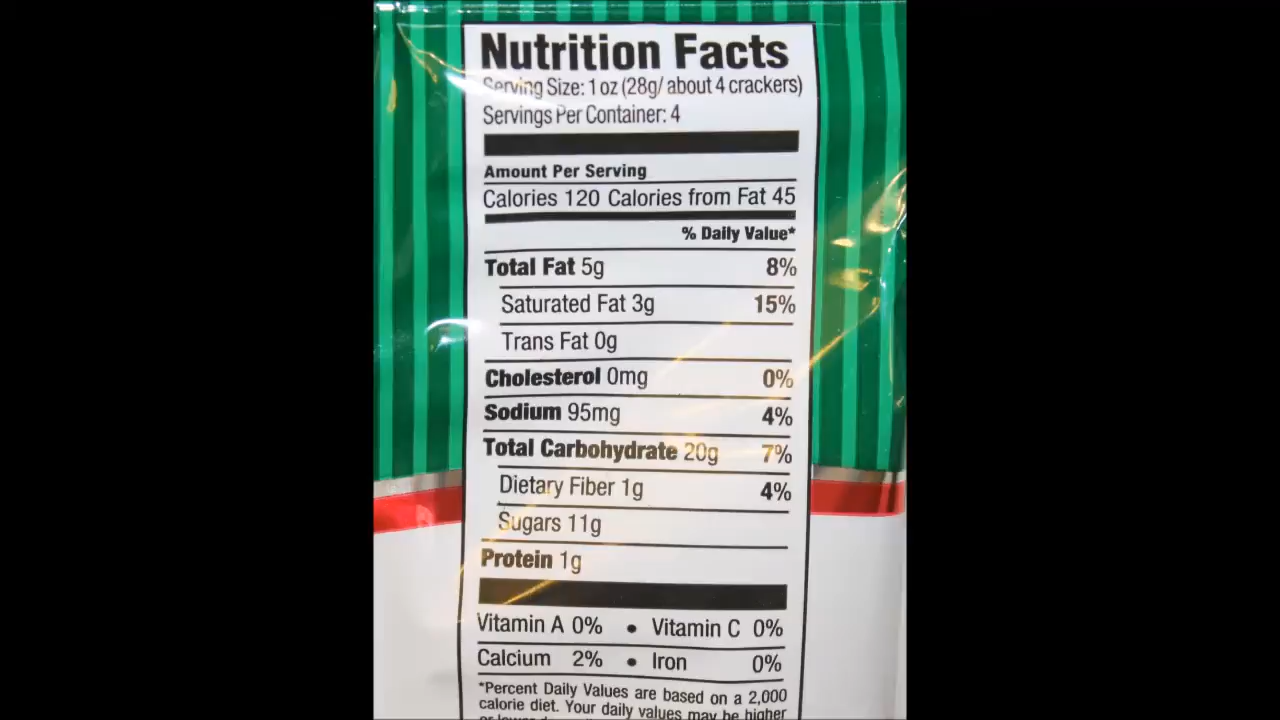 Nutrition Facts
Serving Size: 1 oz (28g/ about 4 crackers)
Servings Per Container: 4
Amount Per Serving
Calories 120 Calories from Fat 45
% Daily Value*
Total Fat 5g 8%
Saturated Fat 3g 15%
Trans Fat 0g
Cholesterol 0mg 0%
Sodium 95mg 4%
Total Carbohydrate 20g 7%
Dietary Fiber 1g 4%
Sugars 11g
Protein 1g
Vitamin A 0% • Vitamin C 0%
Calcium 2% • Iron 0%
*Percent Daily Values are based on a 2,000
calorie diet. Your daily values may be higher